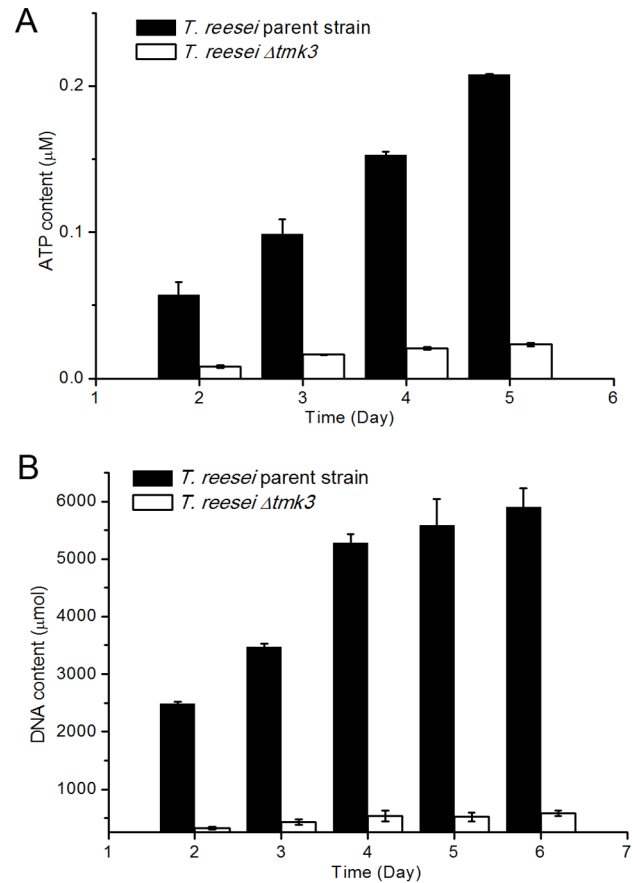 A
T. reesei parent strain
T. reesei Δtmk3
0.2
0.1
0.0
ATP content (μM)
1 2 3 4 5 6
Time (Day)
B
T. reesei parent strain
T. reesei Δtmk3
6000
5000
4000
3000
2000
1000
DNA content (μmol)
1 2 3 4 5 6 7
Time (Day)